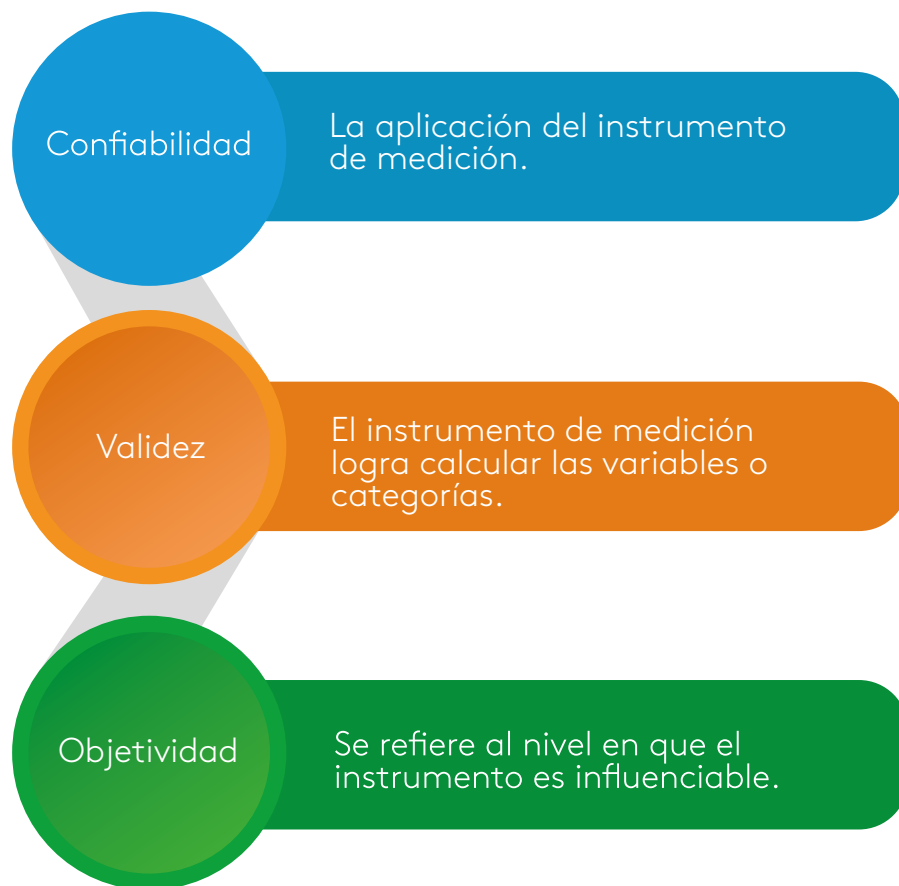 Confiabilidad
La aplicación del instrumento
de medición.
Validez
El instrumento de medición
logra calcular las variables o
categorías.
Objetividad
Se refiere al nivel en que el
instrumento es influenciable.